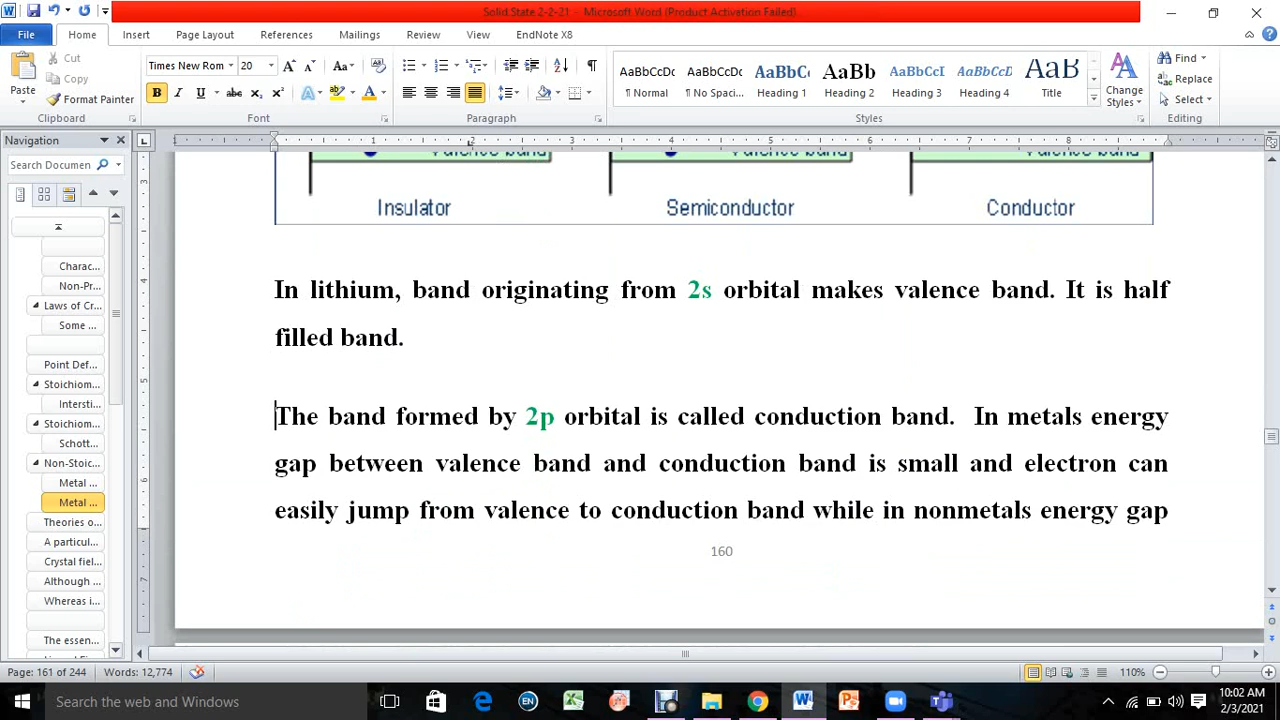 Solid State 2-2-21 - Microsoft Word (Product Activation Failed)
File Home Insert Page Layout References Mailings Review View EndNote X8
Paste
Cut
Copy
Format Painter
Clipboard
Times New Rom 20
Font
Paragraph
AaBbCcDc AaBbCcDc AaBbCc AaBb AaBbCcI AaBbCcI AaB
¶ Normal ¶ No Spaci... Heading 1 Heading 2 Heading 3 Heading 4 Title
Change
Styles
Styles
Find
Replace
Select
Editing
Navigation
Search Documen
Charac...
Non-Pr...
Laws of Cr...
Some ...
Point Def...
Stoichiom...
Intersti...
Stoichiom...
Schott...
Non-Stoic...
Metal ...
Metal ...
Theories o...
A particul...
Crystal fiel...
Although ...
Whereas i...
The essen...
Valence band Valence band Valence band
Insulator Semiconductor Conductor
In lithium, band originating from 2s orbital makes valence band. It is half
filled band.
The band formed by 2p orbital is called conduction band. In metals energy
gap between valence band and conduction band is small and electron can
easily jump from valence to conduction band while in nonmetals energy gap
160
Page: 161 of 244 Words: 12,774 110%
Search the web and Windows
10:02 AM
2/3/2021